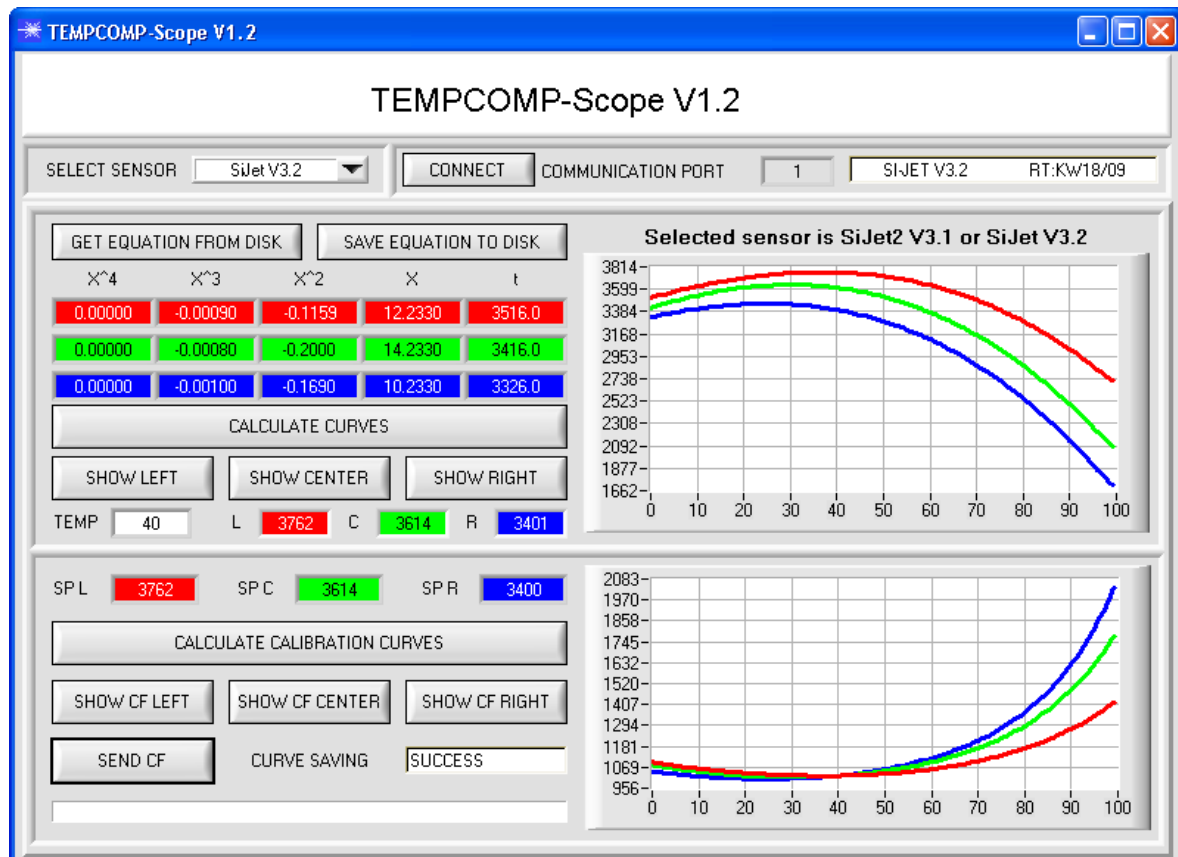 TEMPCOMP-Scope V1.2
TEMPCOMP-Scope V1.2
SELECT SENSOR SiJet V3.2 CONNECT COMMUNICATION PORT 1 SI-JET V3.2 RT:KW18/09
GET EQUATION FROM DISK SAVE EQUATION TO DISK
X^4 X^3 X^2 X t
0.00000 -0.00090 -0.1159 12.2330 3516.0
0.00000 -0.00080 -0.2000 14.2330 3416.0
0.00000 -0.00100 -0.1690 10.2330 3326.0
CALCULATE CURVES
SHOW LEFT SHOW CENTER SHOW RIGHT
TEMP 40 L 3762 C 3614 R 3401
Selected sensor is SiJet2 V3.1 or SiJet V3.2
3814
3599
3384
3168
2953
2738
2523
2308
2092
1877
1662
0 10 20 30 40 50 60 70 80 90 100
SP L 3762 SP C 3614 SP R 3400
CALCULATE CALIBRATION CURVES
SHOW CF LEFT SHOW CF CENTER SHOW CF RIGHT
SEND CF CURVE SAVING SUCCESS
2083
1970
1858
1745
1632
1520
1407
1294
1181
1069
956
0 10 20 30 40 50 60 70 80 90 100